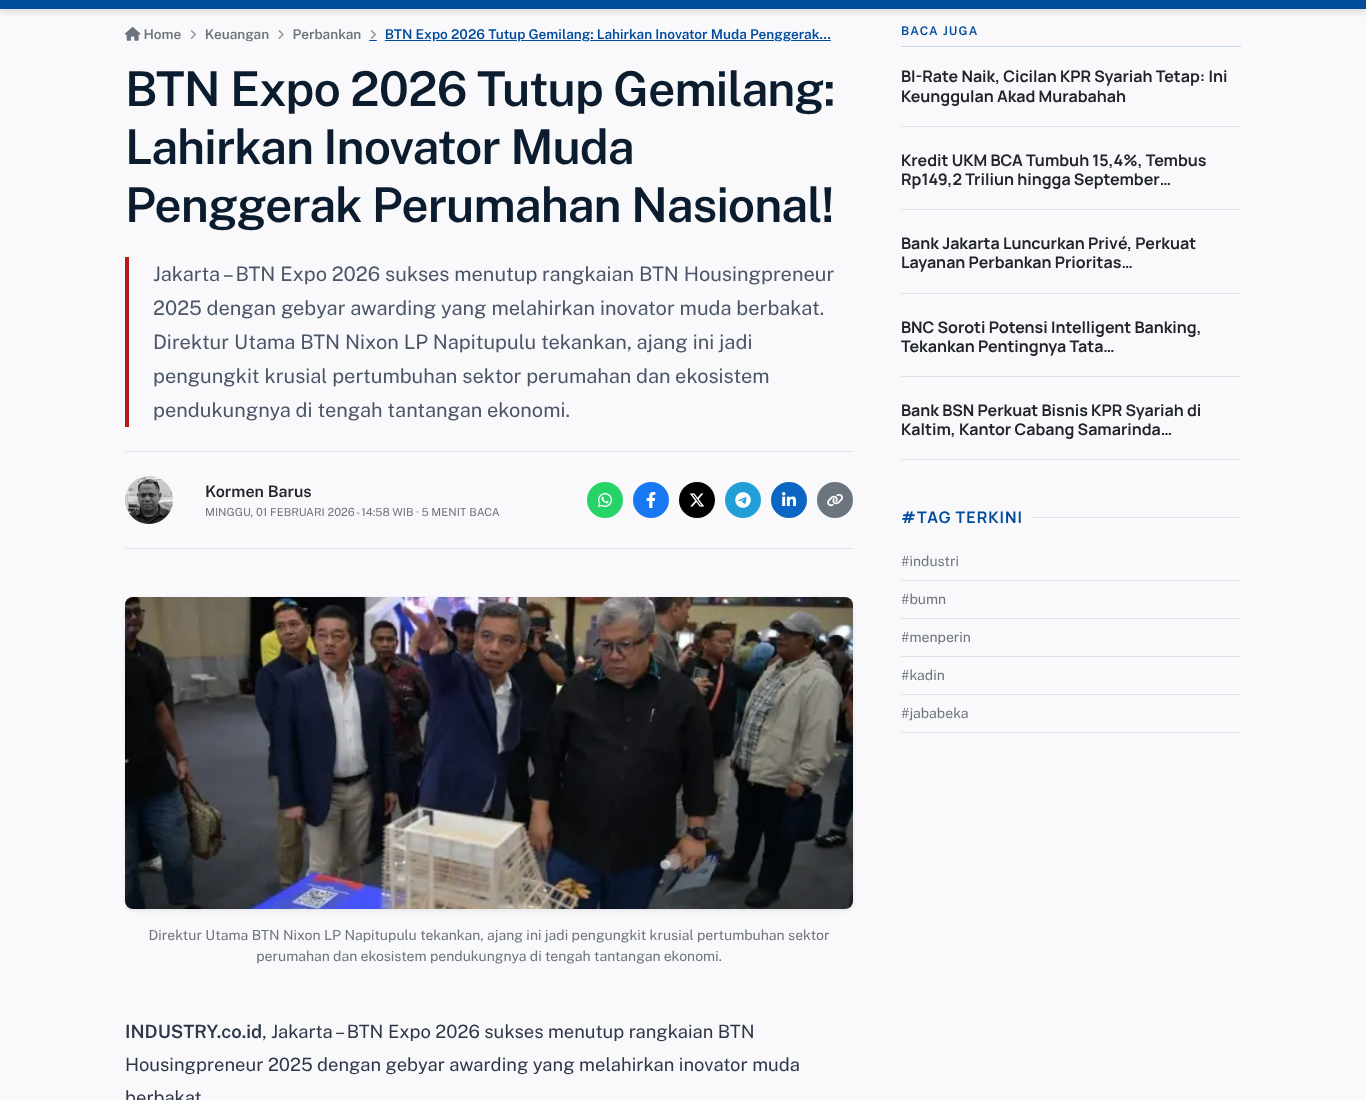 Home > Keuangan > Perbankan > BTN Expo 2026 Tutup Gemilang: Lahirkan Inovator Muda Penggerak...
BTN Expo 2026 Tutup Gemilang:
Lahirkan Inovator Muda
Penggerak Perumahan Nasional!
Jakarta – BTN Expo 2026 sukses menutup rangkaian BTN Housingpreneur
2025 dengan gebyar awarding yang melahirkan inovator muda berbakat.
Direktur Utama BTN Nixon LP Napitupulu tekankan, ajang ini jadi
pengungkit krusial pertumbuhan sektor perumahan dan ekosistem
pendukungnya di tengah tantangan ekonomi.
Kormen Barus
MINGGU, 01 FEBRUARI 2026 - 14:58 WIB · 5 MENIT BACA
Direktur Utama BTN Nixon LP Napitupulu tekankan, ajang ini jadi pengungkit krusial pertumbuhan sektor
perumahan dan ekosistem pendukungnya di tengah tantangan ekonomi.
INDUSTRY.co.id, Jakarta – BTN Expo 2026 sukses menutup rangkaian BTN
Housingpreneur 2025 dengan gebyar awarding yang melahirkan inovator muda
berbakat.
BACA JUGA
BI-Rate Naik, Cicilan KPR Syariah Tetap: Ini
Keunggulan Akad Murabahah
Kredit UKM BCA Tumbuh 15,4%, Tembus
Rp149,2 Triliun hingga September...
Bank Jakarta Luncurkan Privé, Perkuat
Layanan Perbankan Prioritas...
BNC Soroti Potensi Intelligent Banking,
Tekankan Pentingnya Tata...
Bank BSN Perkuat Bisnis KPR Syariah di
Kaltim, Kantor Cabang Samarinda...
#TAG TERKINI
#industri
#bumn
#menperin
#kadin
#jababeka